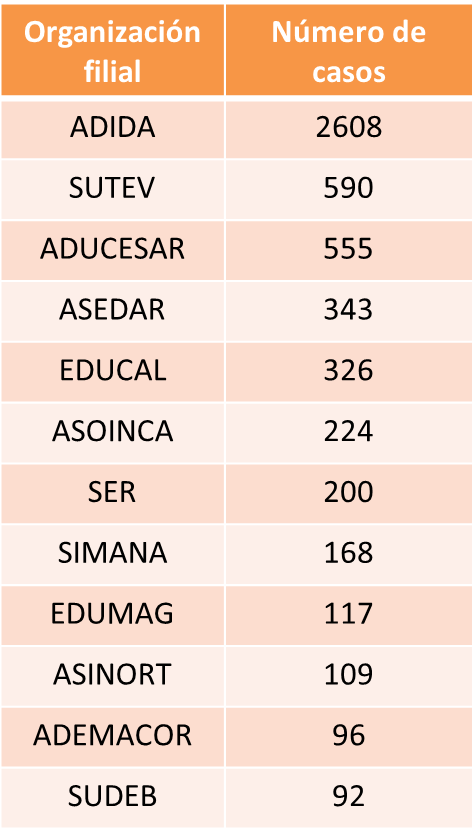 Organización Número de
filial casos
ADIDA 2608
SUTEV 590
ADUCESAR 555
ASEDAR 343
EDUCAL 326
ASOINCA 224
SER 200
SIMANA 168
EDUMAG 117
ASINORT 109
ADEMACOR 96
SUDEB 92